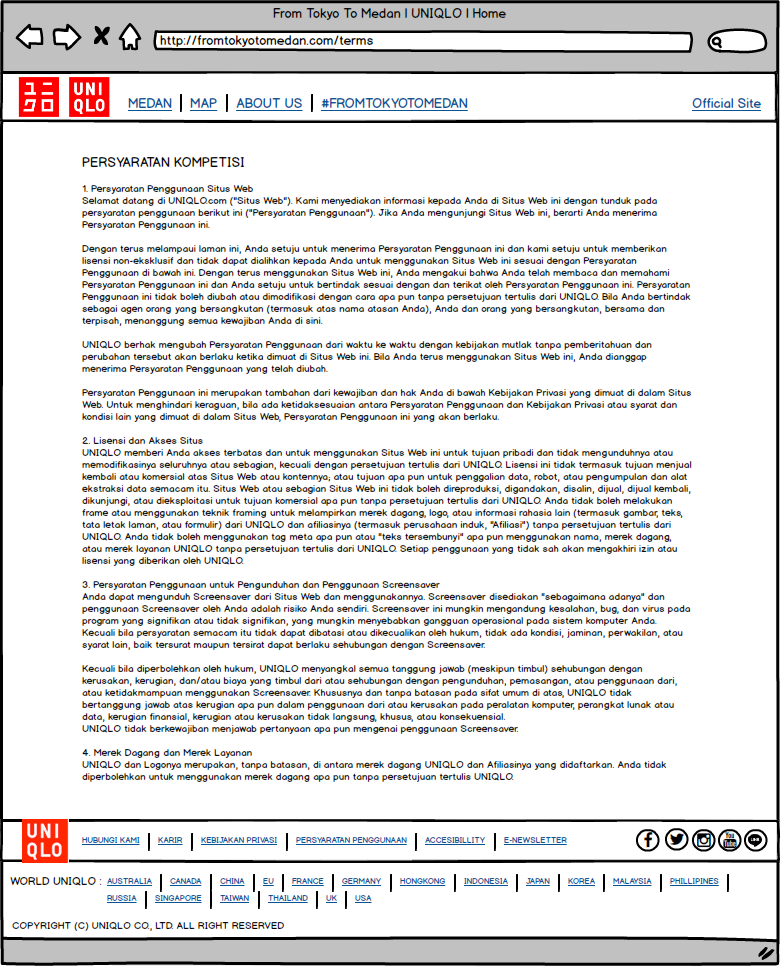 From Tokyo To Medan | UNIQLO | Home
http://fromtokyotomedan.com/terms
ユニクロ
UNIQLO
MEDAN | MAP | ABOUT US | #FROMTOKYOTOMEDAN
Official Site
PERSYARATAN KOMPETISI
1. Persyaratan Penggunaan Situs Web
Selamat datang di UNIQLO.com ("Situs Web"). Kami menyediakan informasi kepada Anda di Situs Web ini dengan tunduk pada
persyaratan penggunaan berikut ini ("Persyaratan Penggunaan"). Jika Anda mengunjungi Situs Web ini, berarti Anda menerima
Persyaratan Penggunaan ini.
Dengan terus melampaui laman ini, Anda setuju untuk menerima Persyaratan Penggunaan ini dan kami setuju untuk memberikan
lisensi non-eksklusif dan tidak dapat dialihkan kepada Anda untuk menggunakan Situs Web ini sesuai dengan Persyaratan
Penggunaan di bawah ini. Dengan terus menggunakan Situs Web ini, Anda mengakui bahwa Anda telah membaca dan memahami
Persyaratan Penggunaan ini dan Anda setuju untuk bertindak sesuai dengan dan terikat oleh Persyaratan Penggunaan ini. Persyaratan
Penggunaan ini tidak boleh diubah atau dimodifikasi dengan cara apa pun tanpa persetujuan tertulis dari UNIQLO. Bila Anda bertindak
sebagai agen orang yang bersangkutan (termasuk atas nama atasan Anda), Anda dan orang yang bersangkutan, bersama dan
terpisah, menanggung semua kewajiban Anda di sini.
UNIQLO berhak mengubah Persyaratan Penggunaan dari waktu ke waktu dengan kebijakan mutlak tanpa pemberitahuan dan
perubahan tersebut akan berlaku ketika dimuat di Situs Web ini. Bila Anda terus menggunakan Situs Web ini, Anda dianggap
menerima Persyaratan Penggunaan yang telah diubah.
Persyaratan Penggunaan ini merupakan tambahan dari kewajiban dan hak Anda di bawah Kebijakan Privasi yang dimuat di dalam Situs
Web. Untuk menghindari keraguan, bila ada ketidaksesuaian antara Persyaratan Penggunaan dan Kebijakan Privasi atau syarat dan
kondisi lain yang dimuat di dalam Situs Web, Persyaratan Penggunaan ini yang akan berlaku.
2. Lisensi dan Akses Situs
UNIQLO memberi Anda akses terbatas dan untuk menggunakan Situs Web ini untuk tujuan pribadi dan tidak mengunduhnya atau
memodifikasinya seluruhnya atau sebagian, kecuali dengan persetujuan tertulis dari UNIQLO. Lisensi ini tidak termasuk tujuan menjual
kembali atau komersial atas Situs Web atau kontennya; atau tujuan apa pun untuk penggalian data, robot, atau pengumpulan dan alat
ekstraksi data semacam itu. Situs Web atau sebagian Situs Web ini tidak boleh direproduksi, digandakan, disalin, dijual, dijual kembali,
dikunjungi, atau dieksploitasi untuk tujuan komersial apa pun tanpa persetujuan tertulis dari UNIQLO. Anda tidak boleh melakukan
frame atau menggunakan teknik framing untuk melampirkan merek dagang, logo, atau informasi rahasia lain (termasuk gambar, teks,
tata letak laman, atau formulir) dari UNIQLO dan afiliasinya (termasuk perusahaan induk, "Afiliasi") tanpa persetujuan tertulis dari
UNIQLO. Anda tidak boleh menggunakan tag meta apa pun atau "teks tersembunyi" apa pun menggunakan nama, merek dagang,
atau merek layanan UNIQLO tanpa persetujuan tertulis dari UNIQLO. Setiap penggunaan yang tidak sah akan mengakhiri izin atau
lisensi yang diberikan oleh UNIQLO.
3. Persyaratan Penggunaan untuk Pengunduhan dan Penggunaan Screensaver
Anda dapat mengunduh Screensaver dari Situs Web dan menggunakannya. Screensaver disediakan "sebagaimana adanya" dan
penggunaan Screensaver oleh Anda adalah risiko Anda sendiri. Screensaver ini mungkin mengandung kesalahan, bug, dan virus pada
program yang signifikan atau tidak signifikan, yang mungkin menyebabkan gangguan operasional pada sistem komputer Anda.
Kecuali bila persyaratan semacam itu tidak dapat dibatasi atau dikecualikan oleh hukum, tidak ada kondisi, jaminan, perwakilan, atau
syarat lain, baik tersurat maupun tersirat dapat berlaku sehubungan dengan Screensaver.
Kecuali bila diperbolehkan oleh hukum, UNIQLO menyangkal semua tanggung jawab (meskipun timbul) sehubungan dengan
kerusakan, kerugian, dan/atau biaya yang timbul dari atau sehubungan dengan pengunduhan, pemasangan, atau penggunaan dari,
atau ketidakmampuan menggunakan Screensaver. Khususnya dan tanpa batasan pada sifat umum di atas, UNIQLO tidak
bertanggung jawab atas kerugian apa pun dalam penggunaan dari atau kerusakan pada peralatan komputer, perangkat lunak atau
data, kerugian finansial, kerugian atau kerusakan tidak langsung, khusus, atau konsekuensial.
UNIQLO tidak berkewajiban menjawab pertanyaan apa pun mengenai penggunaan Screensaver.
4. Merek Dagang dan Merek Layanan
UNIQLO dan Logonya merupakan, tanpa batasan, di antara merek dagang UNIQLO dan Afiliasinya yang didaftarkan. Anda tidak
diperbolehkan untuk menggunakan merek dagang apa pun tanpa persetujuan tertulis UNIQLO.
UNIQLO
HUBUNGI KAMI | KARIR | KEBIJAKAN PRIVASI | PERSYARATAN PENGGUNAAN | ACCESIBILLITY | E-NEWSLETTER
You Tube
LINE
WORLD UNIQLO : AUSTRALIA | CANADA | CHINA | EU | FRANCE | GERMANY | HONGKONG | INDONESIA | JAPAN | KOREA | MALAYSIA | PHILLIPINES |
RUSSIA | SINGAPORE | TAIWAN | THAILAND | UK | USA
COPYRIGHT (C) UNIQLO CO., LTD. ALL RIGHT RESERVED